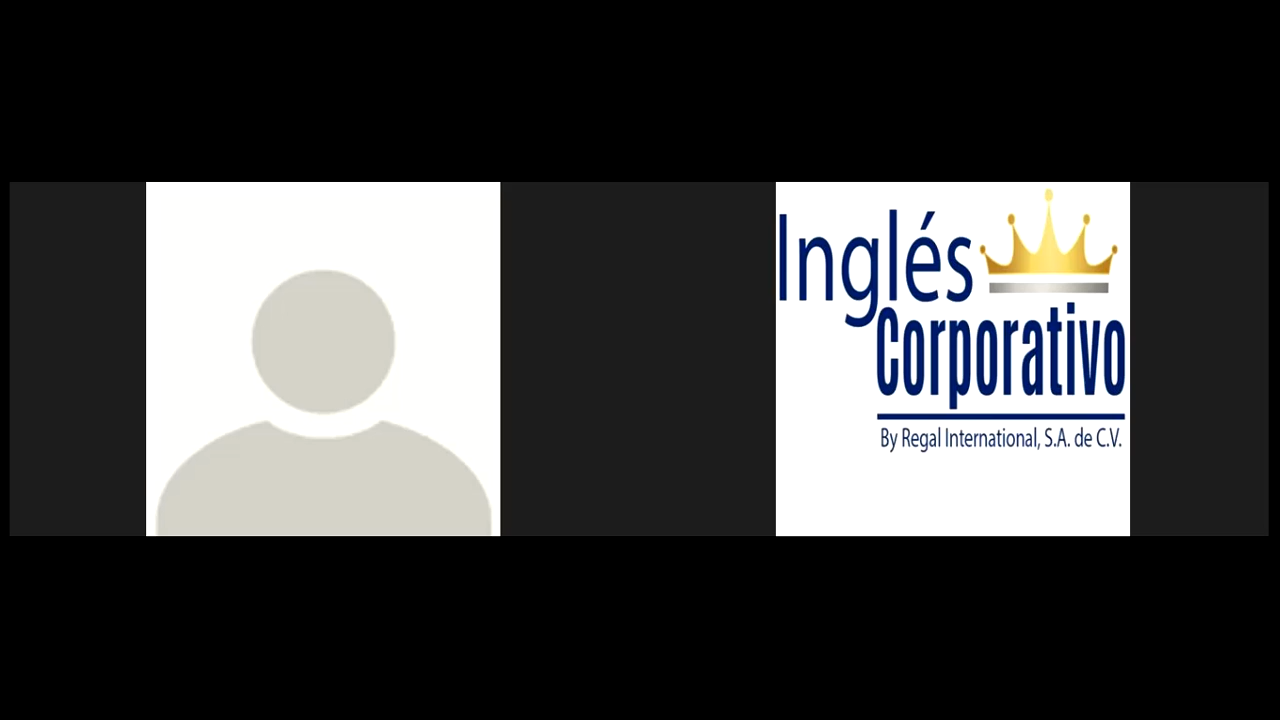 Inglés
Corporativo
By Regal International, S.A. de C.V.